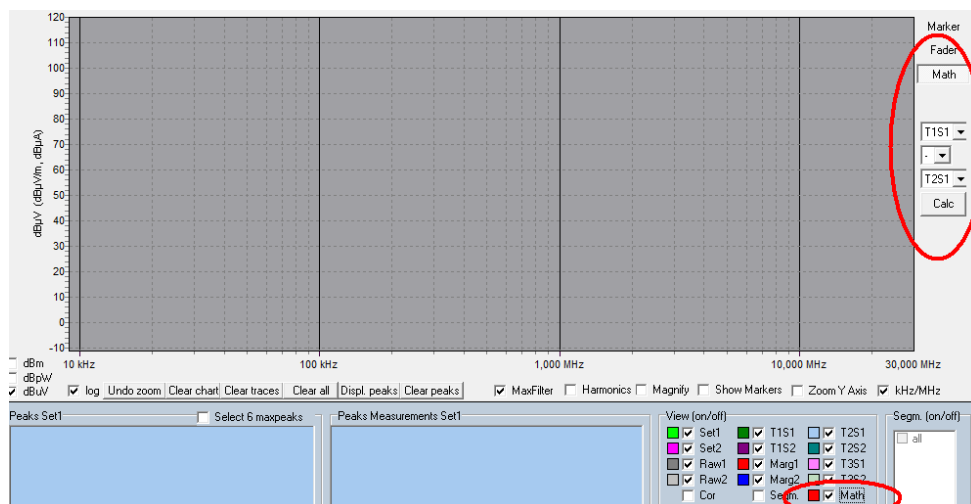 120
110
100
90
80
70
60
50
40
30
20
10
0
-10
dBµV (dBµV/m, dBµA)
10 kHz 100 kHz 1,000 MHz 10,000 MHz 30,000 MHz
Marker
Fader
Math
T1S1
-
T2S1
Calc
dBm
dBpW
dBuV
log Undo zoom Clear chart Clear traces Clear all Displ. peaks Clear peaks MaxFilter Harmonics Magnify Show Markers Zoom Y Axis kHz/MHz
Peaks Set1 Select 6 maxpeaks Peaks Measurements Set1 View (on/off) Segm. (on/off)
Set1 T1S1 T2S1 all
Set2 T1S2 T2S2
Raw1 Marg1 T3S1
Raw2 Marg2 T3S2
Cor Segm. Math